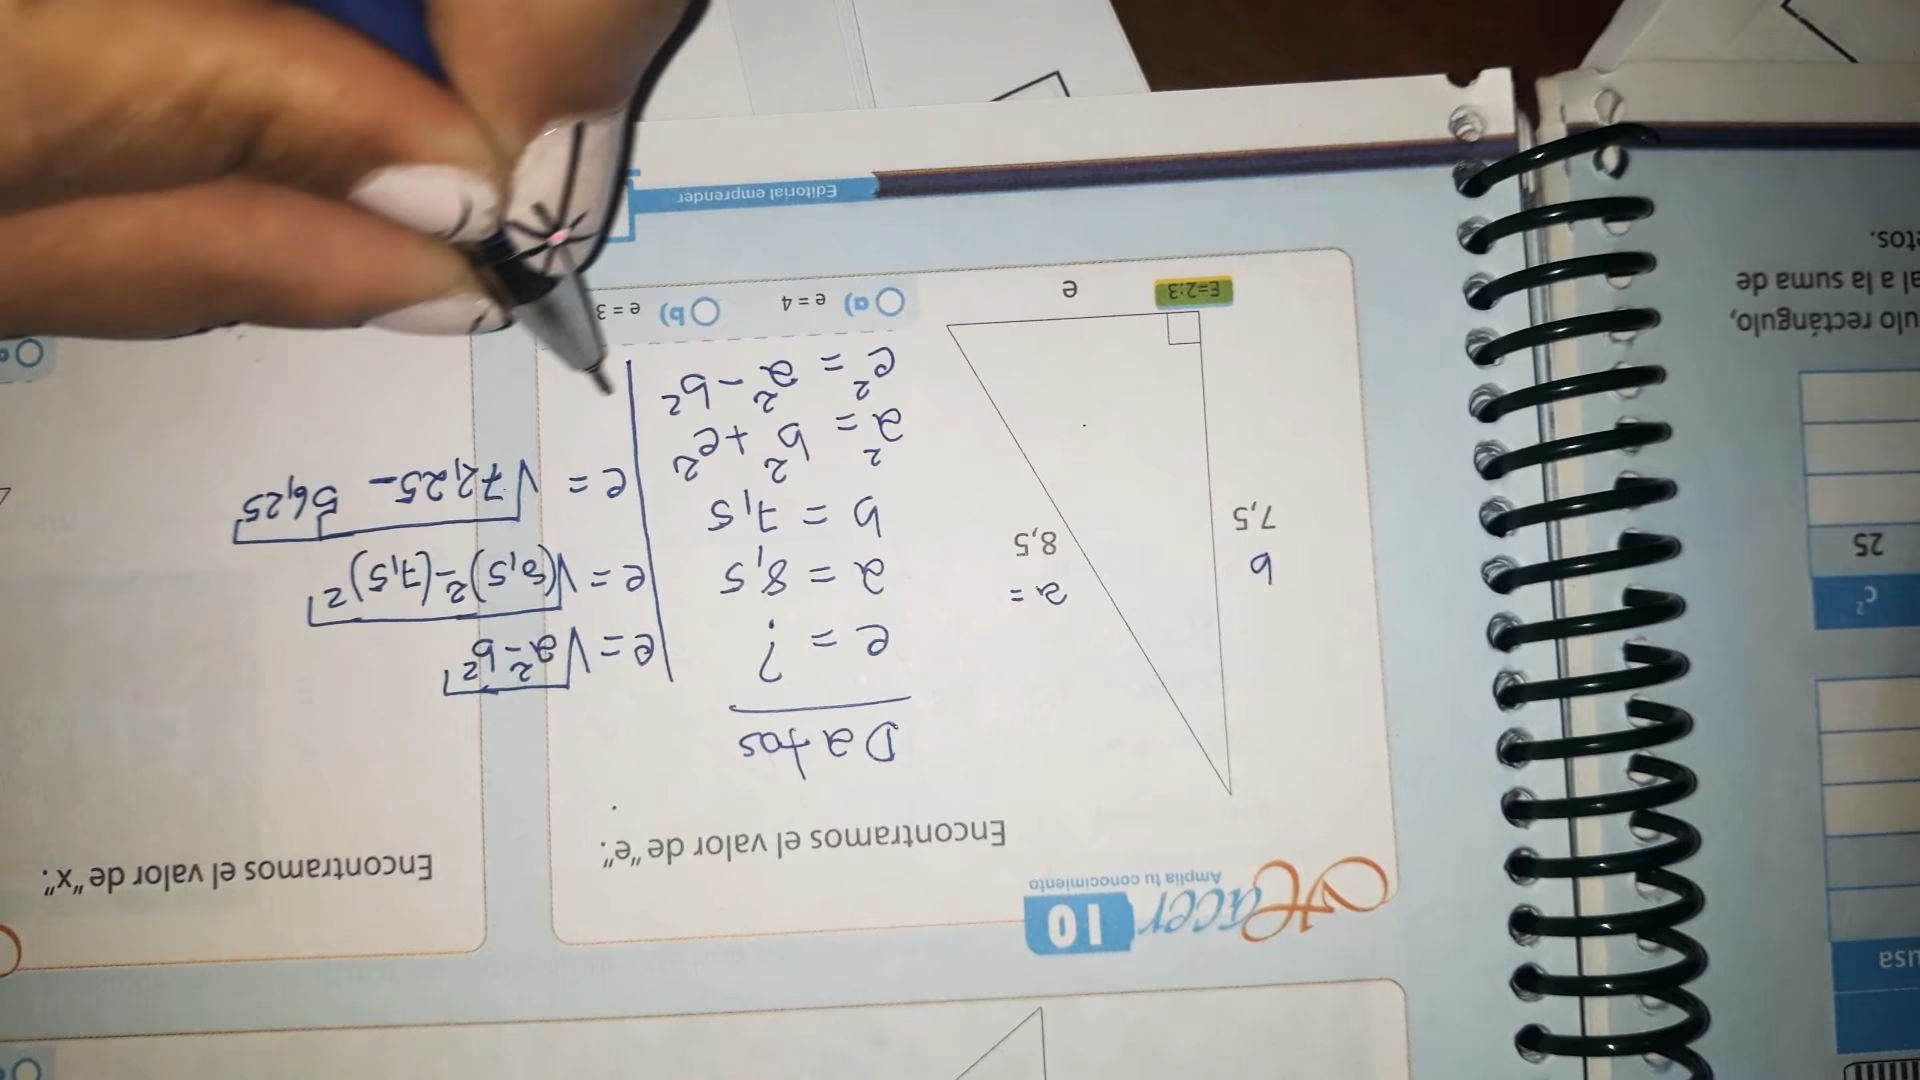 Hacer 10
Amplia tu conocimiento
Encontramos el valor de "e".
Datos
e = ?
a = 8,5
b = 7,5
a² = b² + e²
e² = a² - b²
e = √a² - b²
e = √(8,5)² - (7,5)²
e = √72,25 - 56,25
b
7,5
a =
8,5
E=2:3
e
a) e = 4
b) e = 3
Editorial emprender
Encontramos el valor de "x".
usa
c²
25
ulo rectángulo,
al a la suma de
etos.